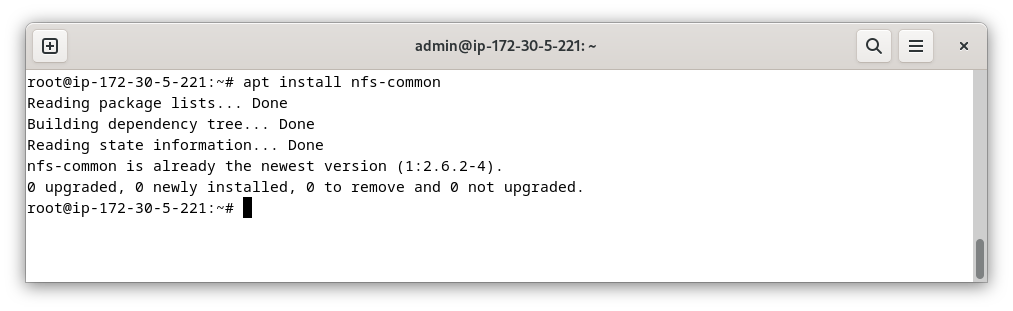 admin@ip-172-30-5-221: ~
root@ip-172-30-5-221:~# apt install nfs-common
Reading package lists... Done
Building dependency tree... Done
Reading state information... Done
nfs-common is already the newest version (1:2.6.2-4).
0 upgraded, 0 newly installed, 0 to remove and 0 not upgraded.
root@ip-172-30-5-221:~#